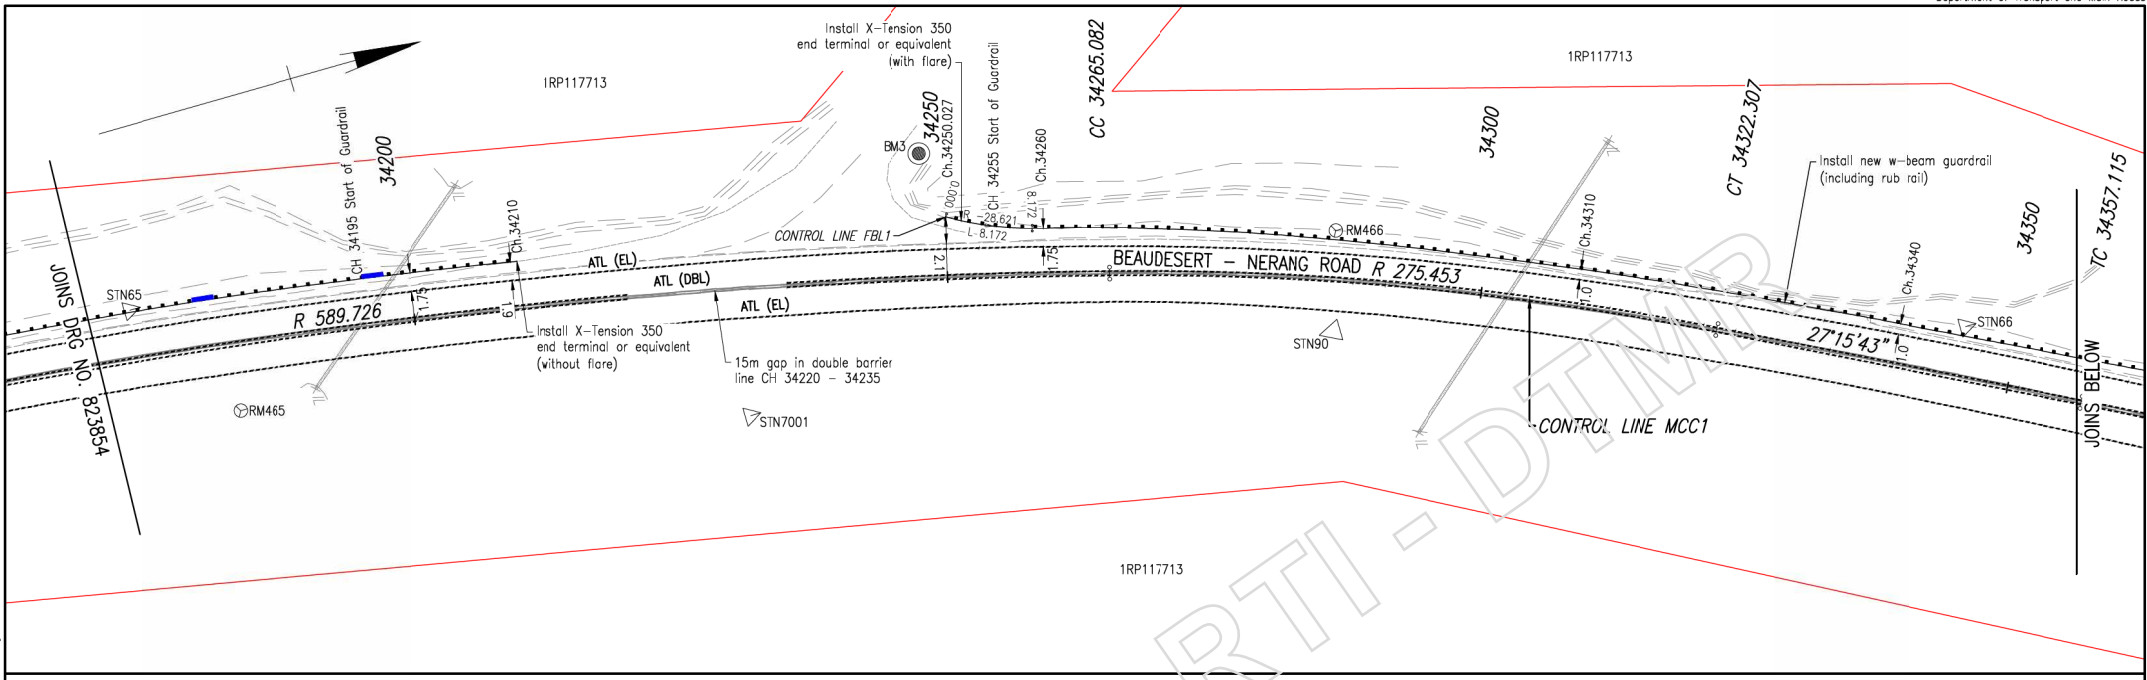 Install X-Tension 350
end terminal or equivalent
(with flare)
1RP117713
1RP117713
CH 34195 Start of Guardrail
34200
BM3
34250
Ch.34250.027
0.000
CH 34255 Start of Guardrail
Ch.34260
8.172
CC 34265.082
34300
CT 34322.307
Install new w-beam guardrail
(including rub rail)
34350
TC 34357.115
Ch.34210
R -28.621
L 8.172
CONTROL LINE FBL1
RM466
Ch.34310
Ch.34340
JOINS DRG NO. 823854
STN65
R 589.726
1.75
1.9
ATL (EL)
ATL (DBL)
ATL (EL)
2.1
1.75
BEAUDESERT - NERANG ROAD R 275.453
1.0
27°15'43"
1.0
STN66
Install X-Tension 350
end terminal or equivalent
(without flare)
15m gap in double barrier
line CH 34220 - 34235
STN90
RM465
STN7001
CONTROL LINE MCC1
JOINS BELOW
1RP117713
RTI - DTMR